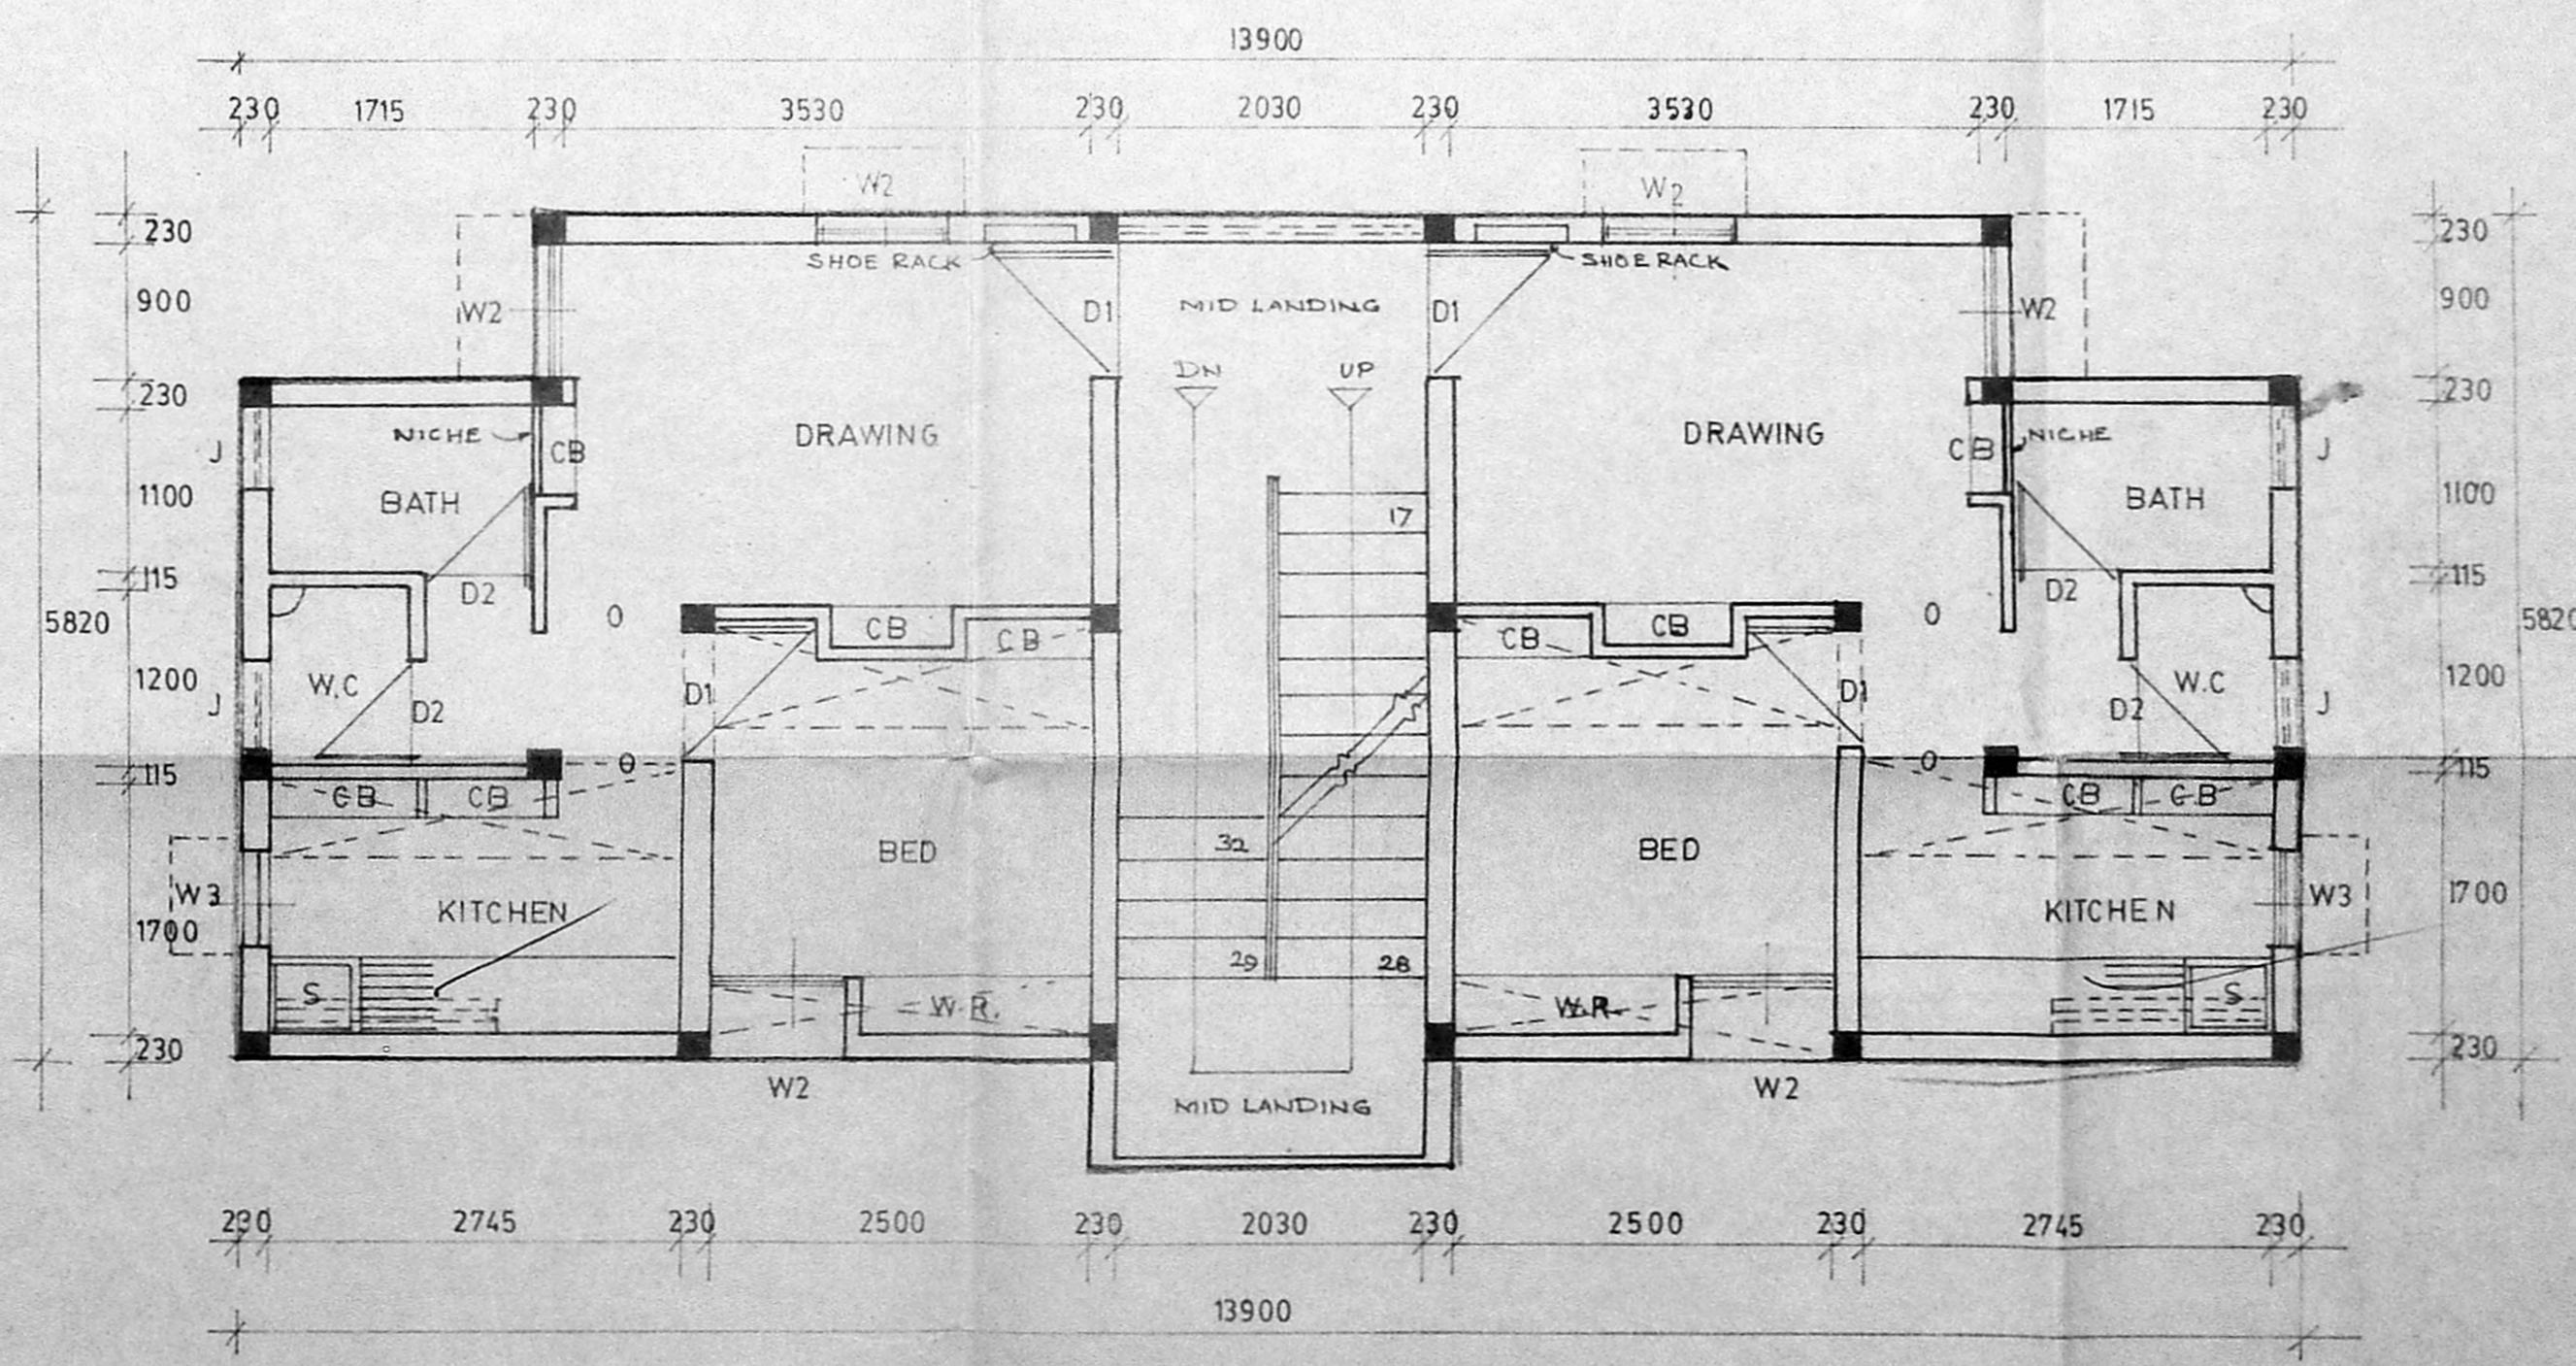 13900
230 1715 230 3530 230 2030 230 3530 230 1715 230
W2 W2
230 230
SHOE RACK SHOE RACK
900 W2 D1 MID LANDING D1 W2 900
DN UP
230 230
NICHE CB DRAWING DRAWING CB NICHE
J J
1100 BATH BATH 1100
17
115 D2 D2 115
5820 O CB CB CB CB O 5820
1200 W.C D1 D1 W.C 1200
J D2 D2 J
115 O O 115
CB CB CB CB
32 BED BED
W3 KITCHEN KITCHEN W3 1700
1700
29 28
S W.R. W.R. S
230 230
W2 W2
MID LANDING
230 2745 230 2500 230 2030 230 2500 230 2745 230
13900